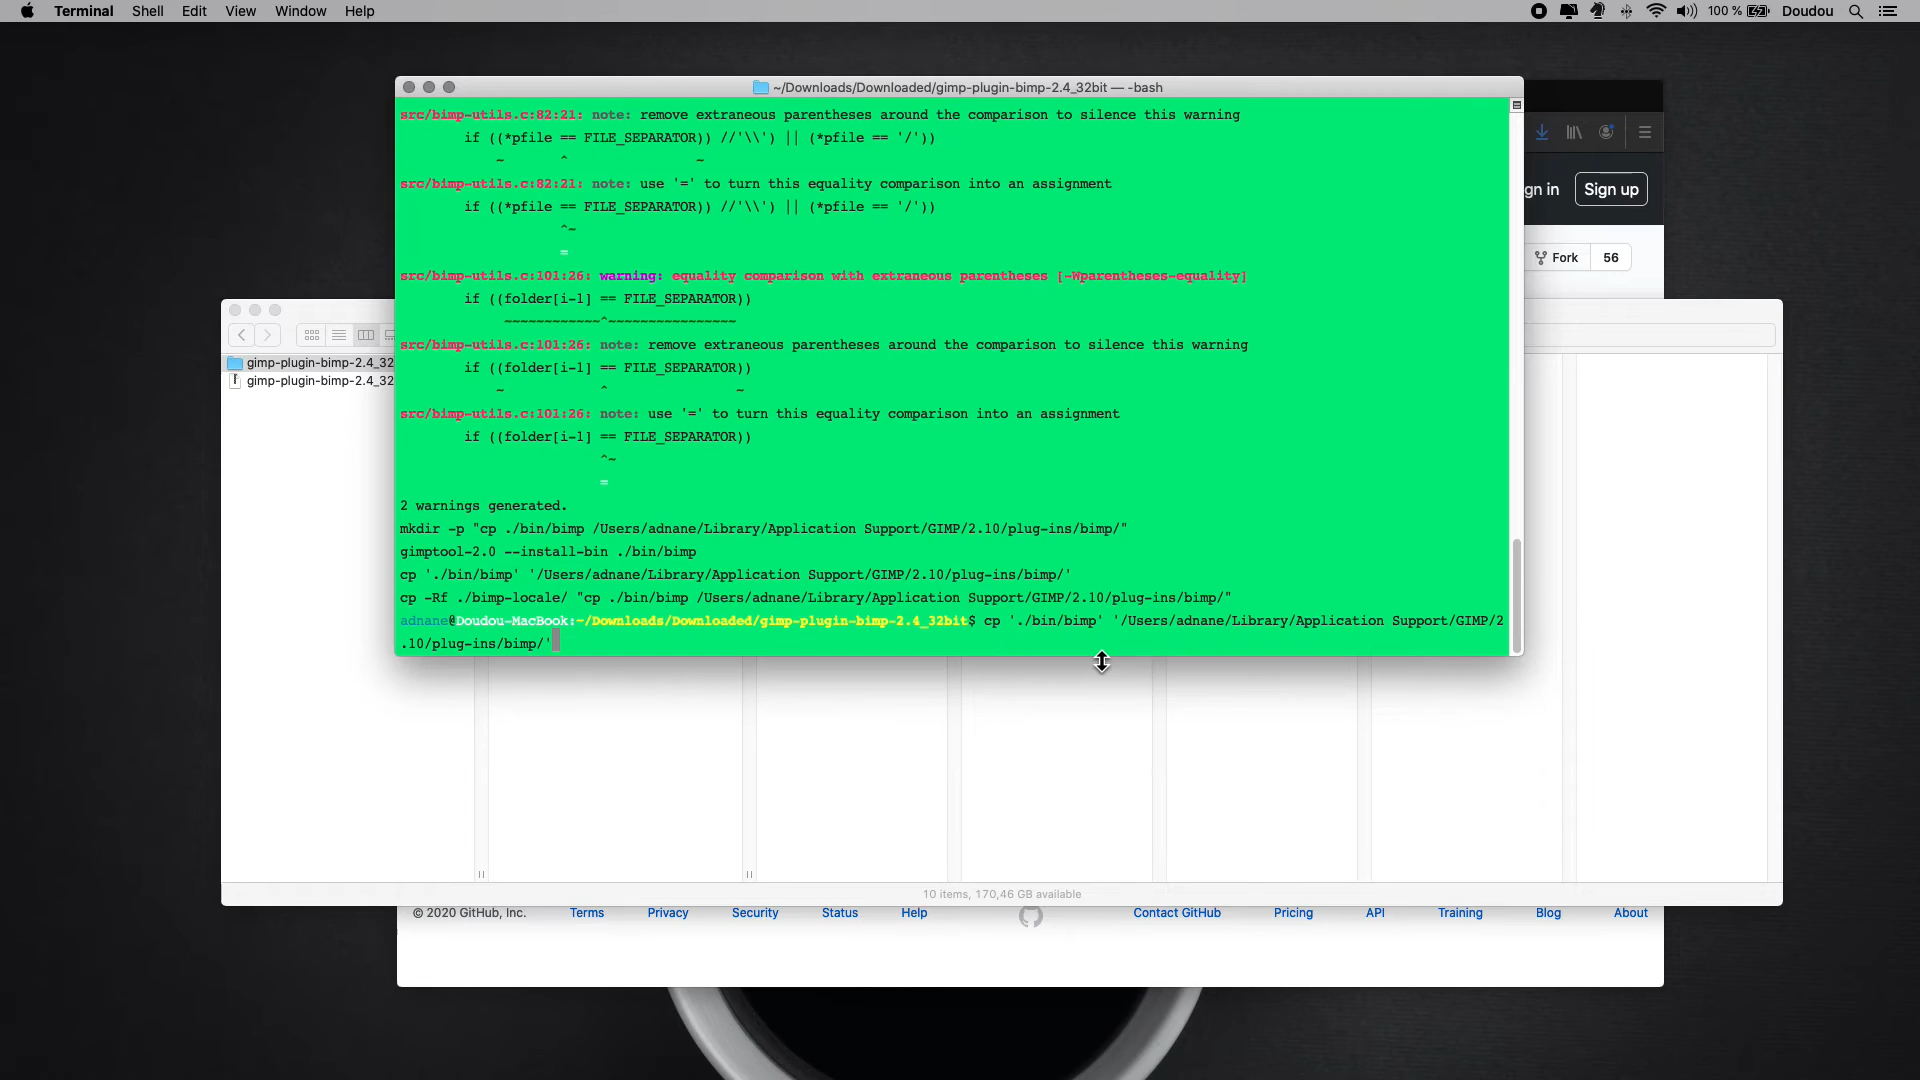 Terminal Shell Edit View Window Help 100 % Doudou
~/Downloads/Downloaded/gimp-plugin-bimp-2.4_32bit — -bash
src/bimp-utils.c:82:21: note: remove extraneous parentheses around the comparison to silence this warning
if ((*pfile == FILE_SEPARATOR)) //'\\') || (*pfile == '/'))
~ ^ ~
src/bimp-utils.c:82:21: note: use '=' to turn this equality comparison into an assignment
if ((*pfile == FILE_SEPARATOR)) //'\\') || (*pfile == '/'))
^~
=
src/bimp-utils.c:101:26: warning: equality comparison with extraneous parentheses [-Wparentheses-equality]
if ((folder[i-1] == FILE_SEPARATOR))
~~~~~~~~~~~~^~~~~~~~~~~~~~~~~
src/bimp-utils.c:101:26: note: remove extraneous parentheses around the comparison to silence this warning
if ((folder[i-1] == FILE_SEPARATOR))
~ ^ ~
src/bimp-utils.c:101:26: note: use '=' to turn this equality comparison into an assignment
if ((folder[i-1] == FILE_SEPARATOR))
^~
=
2 warnings generated.
mkdir -p "cp ./bin/bimp /Users/adnane/Library/Application Support/GIMP/2.10/plug-ins/bimp/"
gimptool-2.0 --install-bin ./bin/bimp
cp './bin/bimp' '/Users/adnane/Library/Application Support/GIMP/2.10/plug-ins/bimp/'
cp -Rf ./bimp-locale/ "cp ./bin/bimp /Users/adnane/Library/Application Support/GIMP/2.10/plug-ins/bimp/"
adnane@Doudou-MacBook:~/Downloads/Downloaded/gimp-plugin-bimp-2.4_32bit$ cp './bin/bimp' '/Users/adnane/Library/Application Support/GIMP/2
.10/plug-ins/bimp/'
gn in Sign up
Fork 56
gimp-plugin-bimp-2.4_32
gimp-plugin-bimp-2.4_32
10 items, 170,46 GB available
© 2020 GitHub, Inc. Terms Privacy Security Status Help Contact GitHub Pricing API Training Blog About